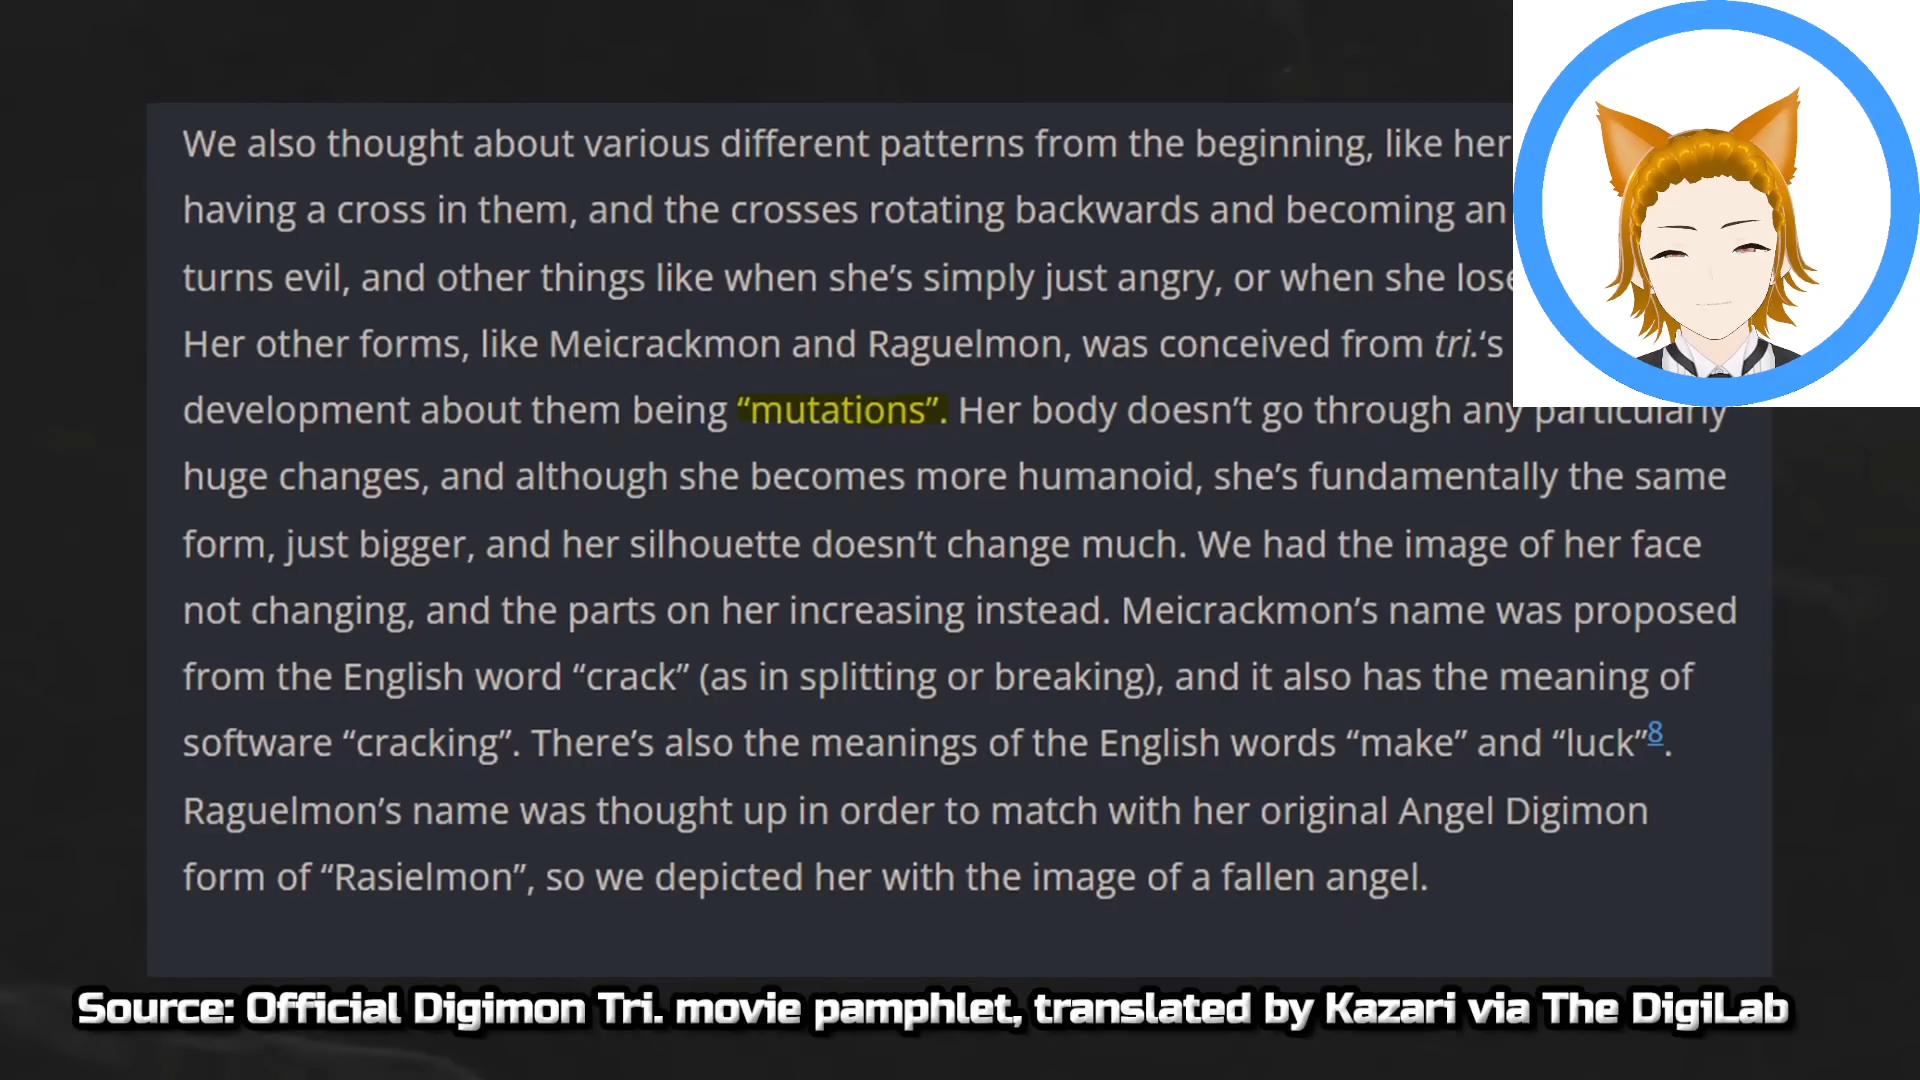 We also thought about various different patterns from the beginning, like her
having a cross in them, and the crosses rotating backwards and becoming an
turns evil, and other things like when she’s simply just angry, or when she
Her other forms, like Meicrackmon and Raguelmon, was conceived from tri.‘s
development about them being “mutations”. Her body doesn’t go through any particularly
huge changes, and although she becomes more humanoid, she’s fundamentally the same
form, just bigger, and her silhouette doesn’t change much. We had the image of her face
not changing, and the parts on her increasing instead. Meicrackmon’s name was proposed
from the English word “crack” (as in splitting or breaking), and it also has the meaning of
software “cracking”. There’s also the meanings of the English words “make” and “luck”8.
Raguelmon’s name was thought up in order to match with her original Angel Digimon
form of “Rasielmon”, so we depicted her with the image of a fallen angel.
Source: Official Digimon Tri. movie pamphlet, translated by Kazari via The DigiLab